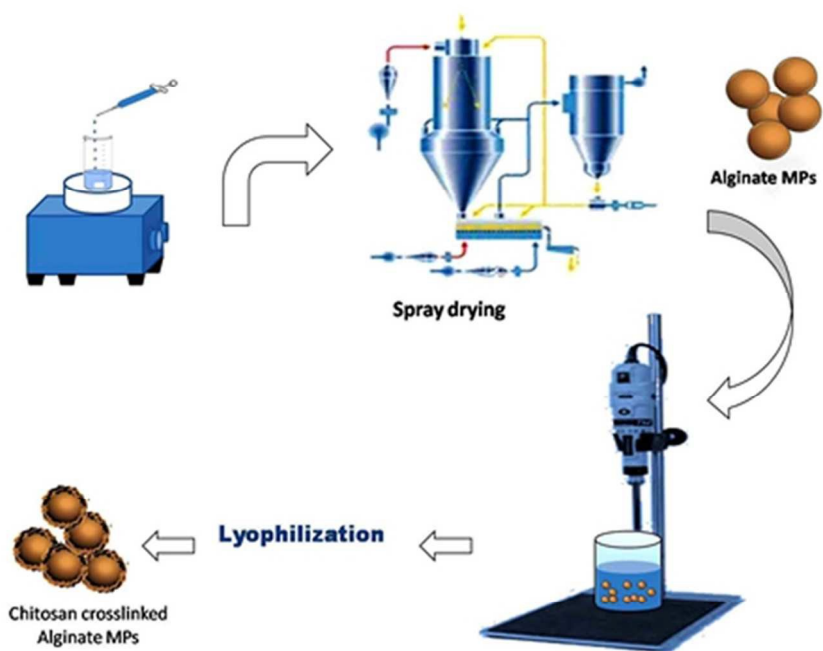 Alginate MPs
Spray drying
Lyophilization
Chitosan crosslinked
Alginate MPs